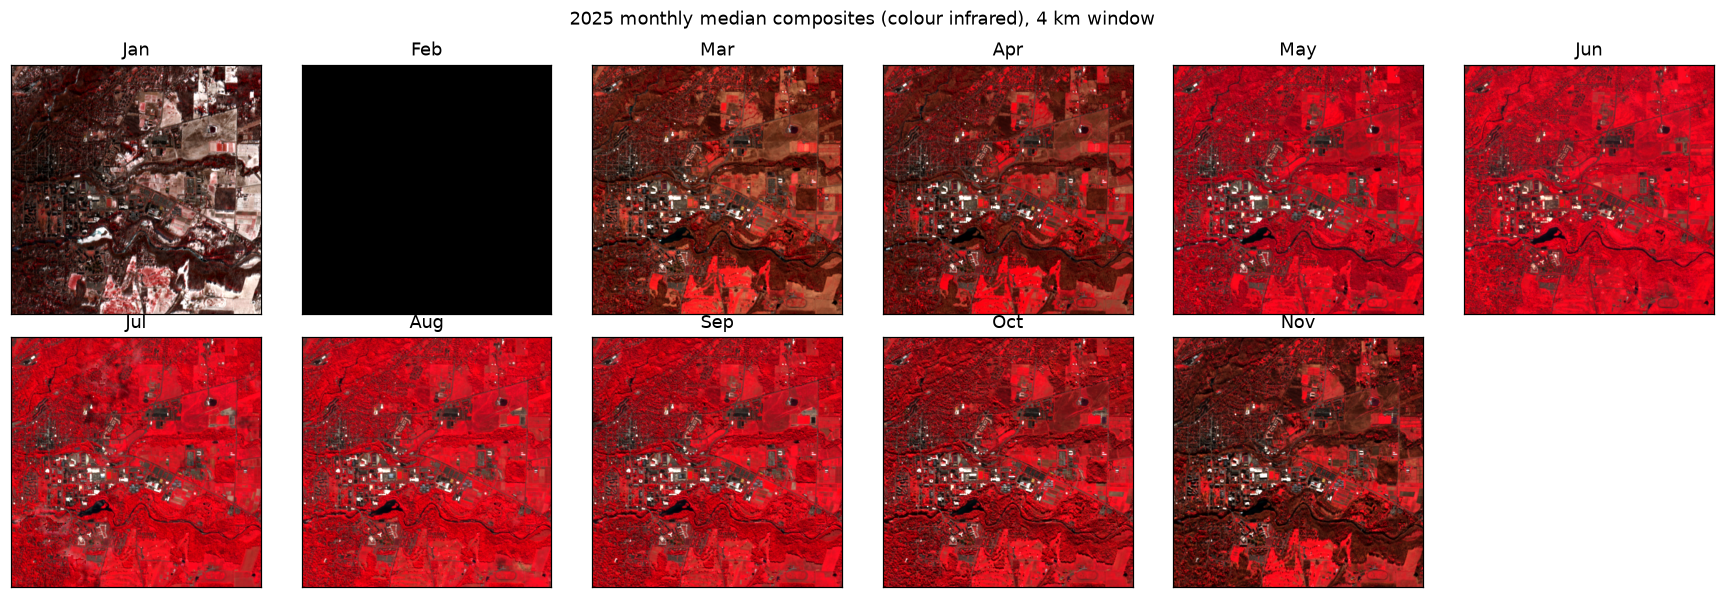 2025 monthly median composites (colour infrared), 4 km window
Jan
Feb
Mar
Apr
May
Jun
Jul
Aug
Sep
Oct
Nov